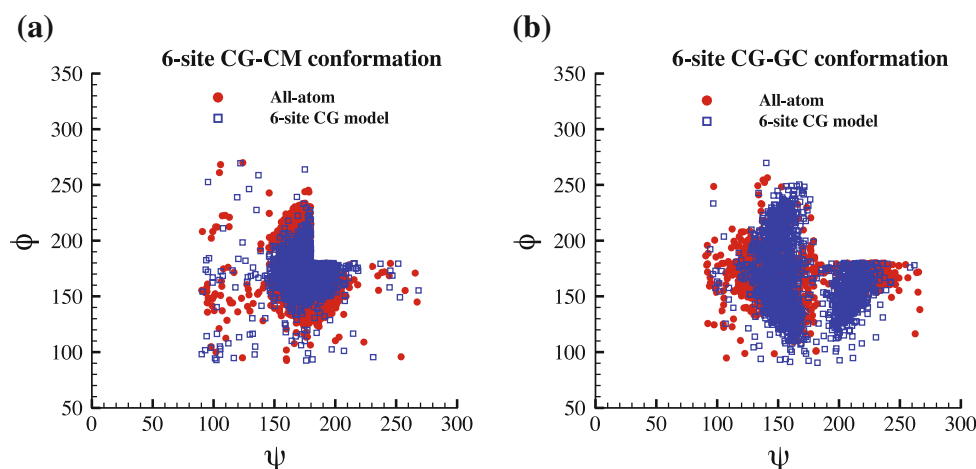 (a)
6-site CG-CM conformation
350
300
250
200
150
100
50
ϕ
All-atom
6-site CG model
0 50 100 150 200 250 300
ψ
(b)
6-site CG-GC conformation
350
300
250
200
150
100
50
ϕ
All-atom
6-site CG model
0 50 100 150 200 250 300
ψ